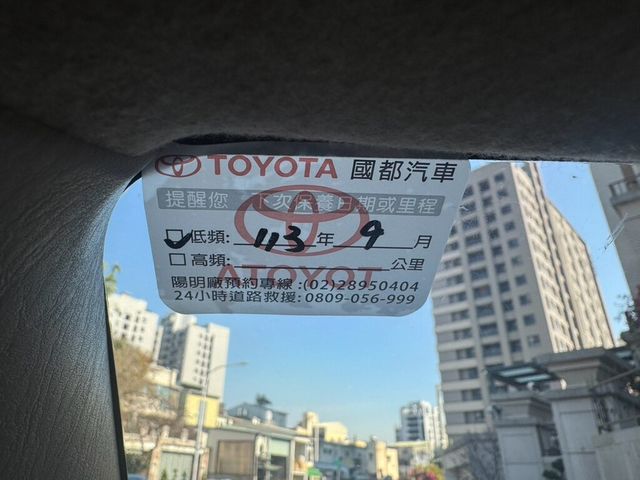 TOYOTA 國都汽車
提醒您 下次保養日期或里程
☑低頻: 113 年 9 月
☐高頻: 公里
TOYOTA
陽明廠預約專線:(02)28950404
24小時道路救援:0809-056-999